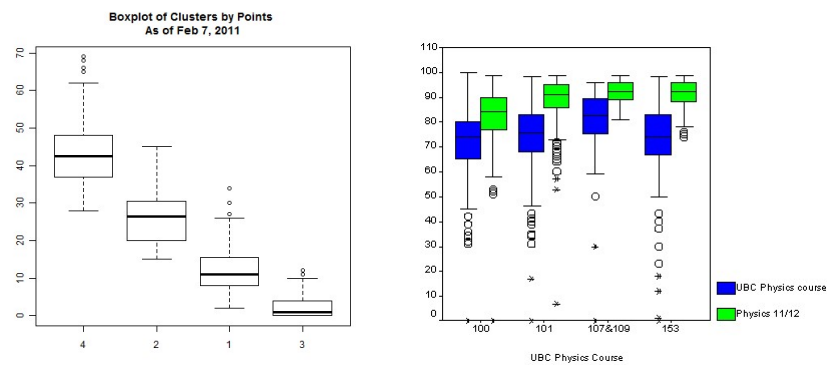 Boxplot of Clusters by Points
As of Feb 7, 2011
70
60
50
40
30
20
10
0
4 2 1 3
110
100
90
80
70
60
50
40
30
20
10
0
100 101 107&109 153
UBC Physics Course
UBC Physics course
Physics 11/12